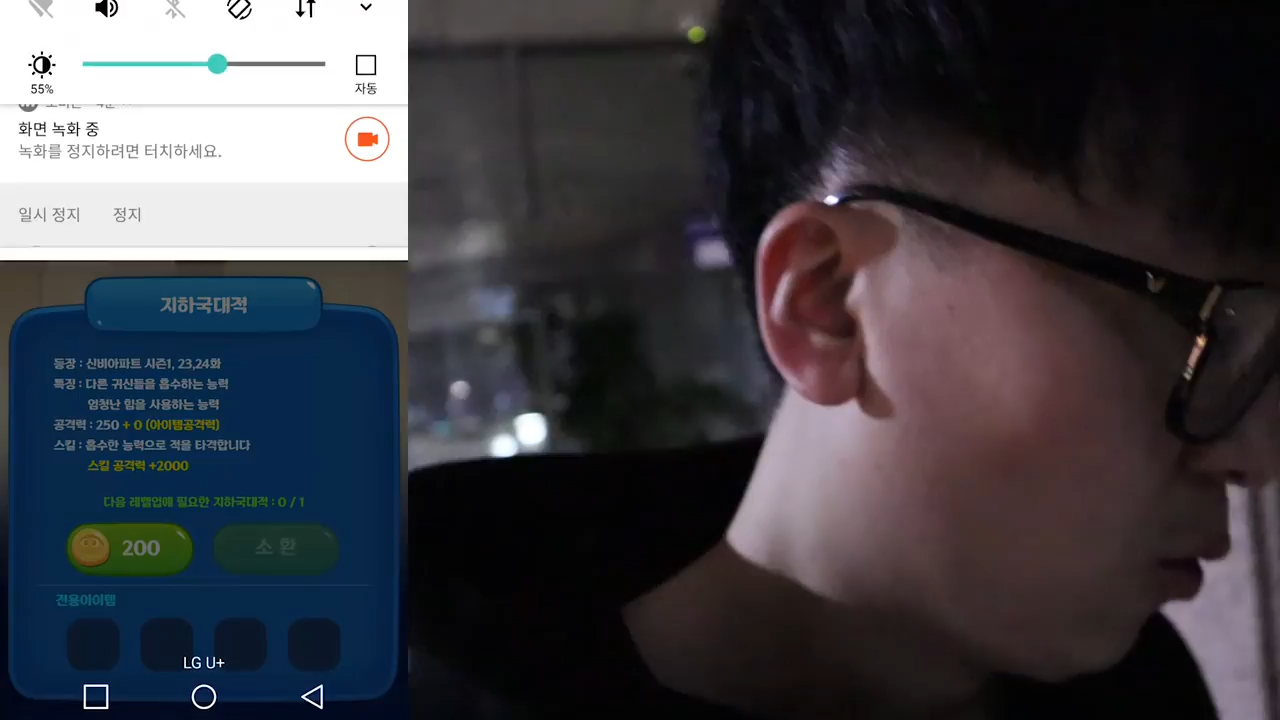 55%
자동
화면 녹화 중
녹화를 정지하려면 터치하세요.
일시 정지 정지
지하국대적
등장 : 신비아파트 시즌1, 23,24화
특징 : 다른 귀신들을 흡수하는 능력
엄청난 힘을 사용하는 능력
공격력 : 250 + 0 (아이템공격력)
스킬 : 흡수한 능력으로 적을 타격합니다
스킬 공격력 +2000
다음 레벨업에 필요한 지하국대적 : 0 / 1
200
소 환
전용아이템
LG U+